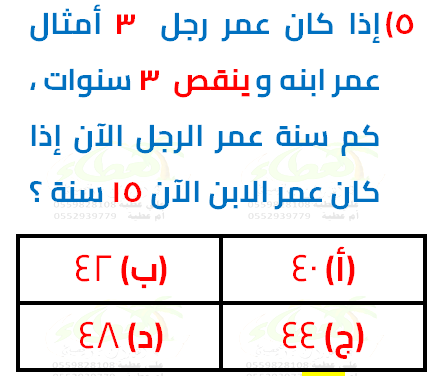 ٥) إذا كان عمر رجل ٣ أمثال
عمر ابنه و ينقص ٣ سنوات ،
كم سنة عمر الرجل الآن إذا
كان عمر الابن الآن ١٥ سنة ؟
(أ) ٤٠ (ب) ٤٢
(ج) ٤٤ (د) ٤٨